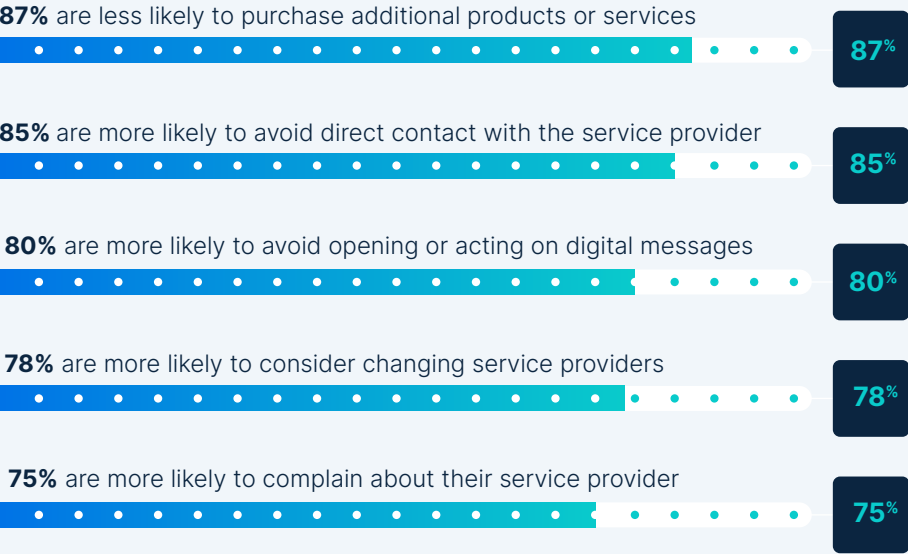 87% are less likely to purchase additional products or services
87%
85% are more likely to avoid direct contact with the service provider
85%
80% are more likely to avoid opening or acting on digital messages
80%
78% are more likely to consider changing service providers
78%
75% are more likely to complain about their service provider
75%